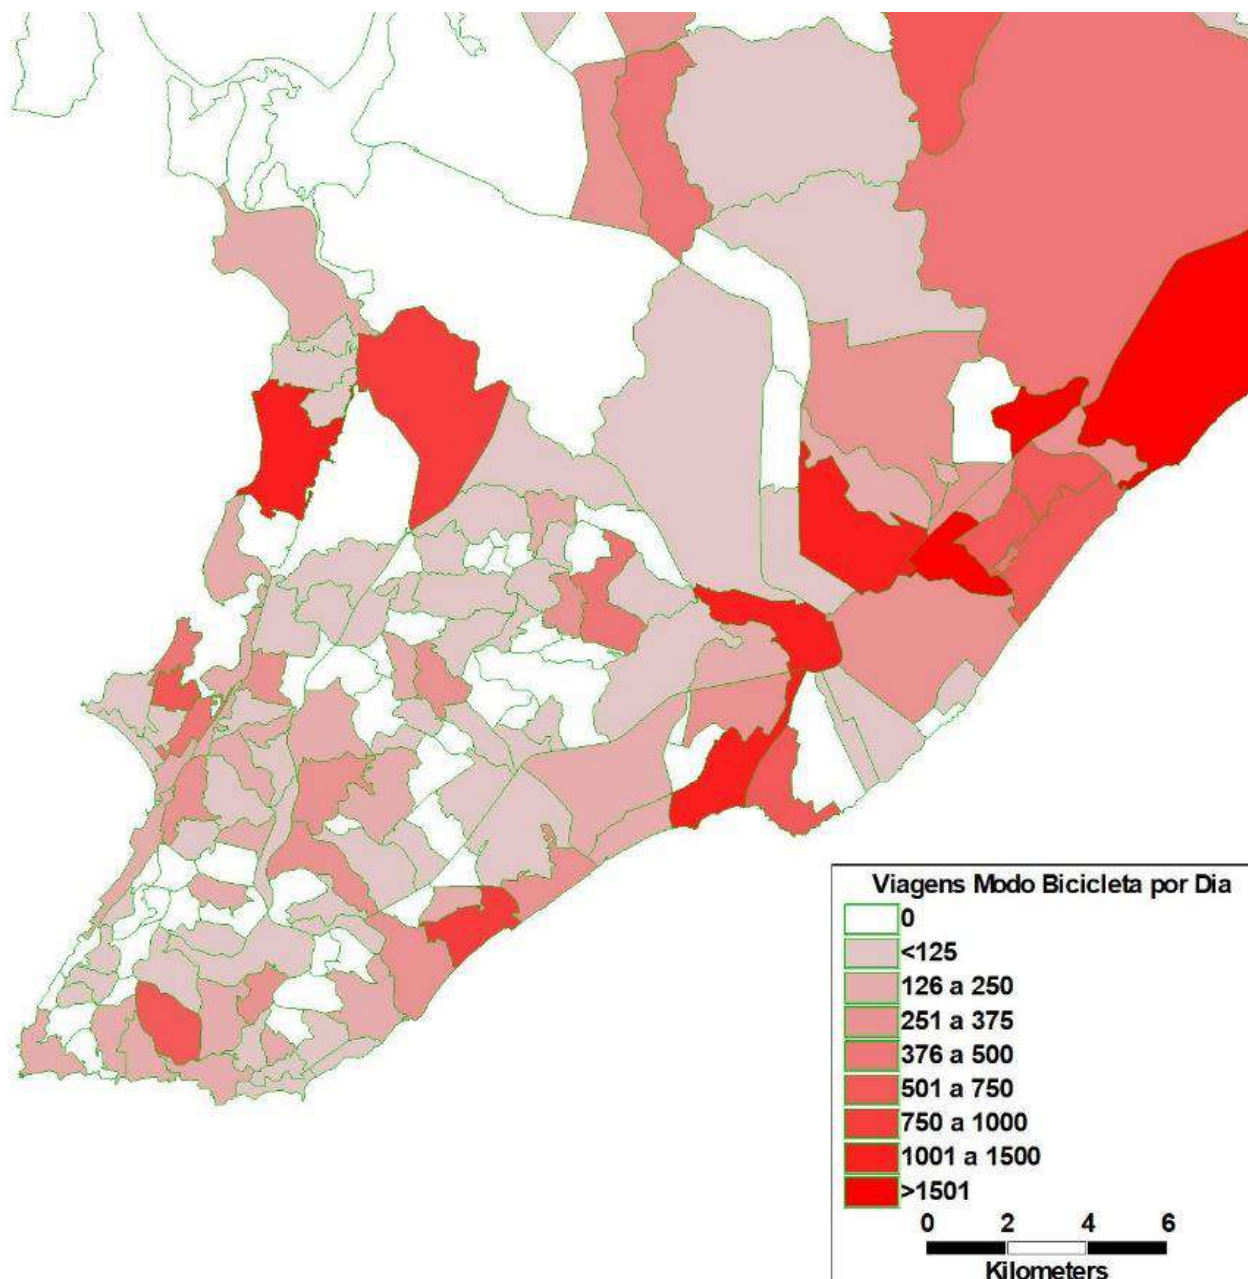 Viagens Modo Bicicleta por Dia
0
<125
126 a 250
251 a 375
376 a 500
501 a 750
750 a 1000
1001 a 1500
>1501
0 2 4 6
Kilometers